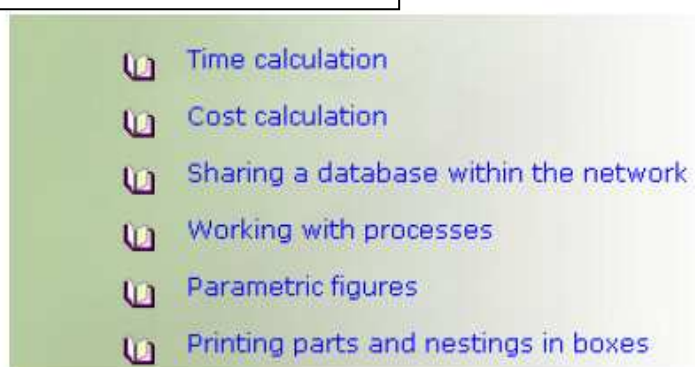 Time calculation
Cost calculation
Sharing a database within the network
Working with processes
Parametric figures
Printing parts and nestings in boxes